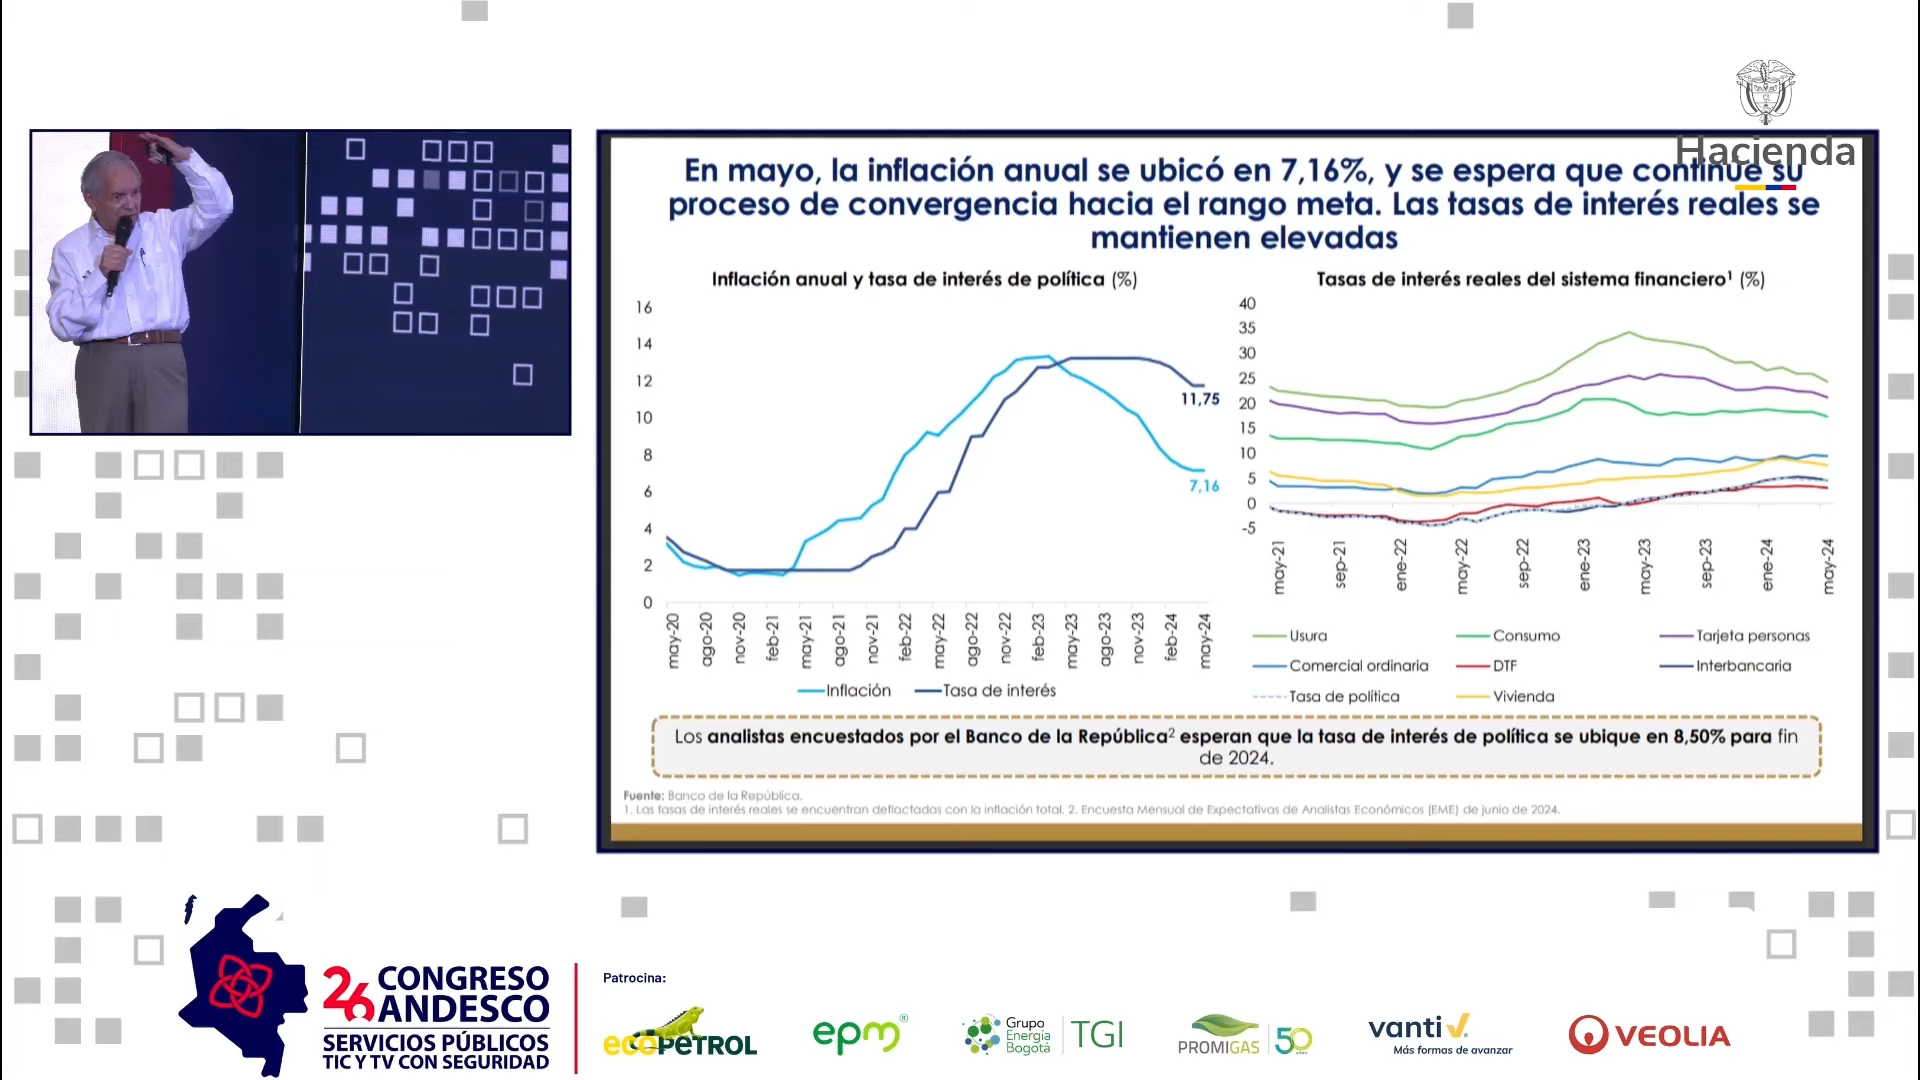 Hacienda
En mayo, la inflación anual se ubicó en 7,16%, y se espera que continúe su
proceso de convergencia hacia el rango meta. Las tasas de interés reales se
mantienen elevadas
Inflación anual y tasa de interés de política (%)
16
14
12
10
8
6
4
2
0
11,75
7,16
may-20
ago-20
nov-20
feb-21
may-21
ago-21
nov-21
feb-22
may-22
ago-22
nov-22
feb-23
may-23
ago-23
nov-23
feb-24
may-24
Inflación
Tasa de interés
Tasas de interés reales del sistema financiero¹ (%)
40
35
30
25
20
15
10
5
0
-5
may-21
sep-21
ene-22
may-22
sep-22
ene-23
may-23
sep-23
ene-24
may-24
Usura
Consumo
Tarjeta personas
Comercial ordinaria
DTF
Interbancaria
Tasa de política
Vivienda
Los analistas encuestados por el Banco de la República² esperan que la tasa de interés de política se ubique en 8,50% para fin
de 2024.
Fuente: Banco de la República.
1. Las tasas de interés reales se encuentran deflactadas con la inflación total. 2. Encuesta Mensual de Expectativas de Analistas Económicos (EME) de junio de 2024.
26 CONGRESO
ANDESCO
SERVICIOS PÚBLICOS
TIC Y TV CON SEGURIDAD
Patrocina:
ecoPETROL
epm®
Grupo
Energía
Bogotá
TGI
PROMIGAS
50
AÑOS
vanti
Más formas de avanzar
VEOLIA